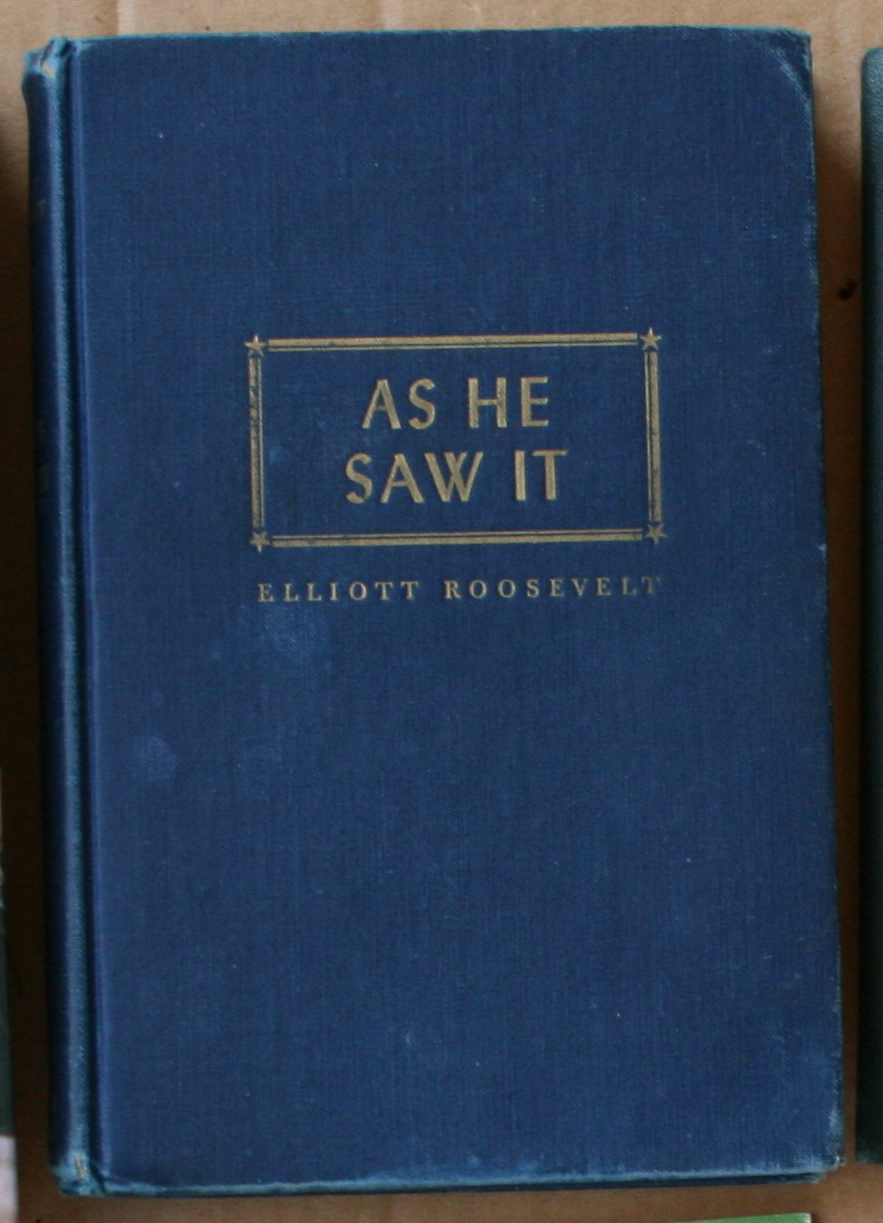 AS HE
SAW IT
ELLIOTT ROOSEVELT